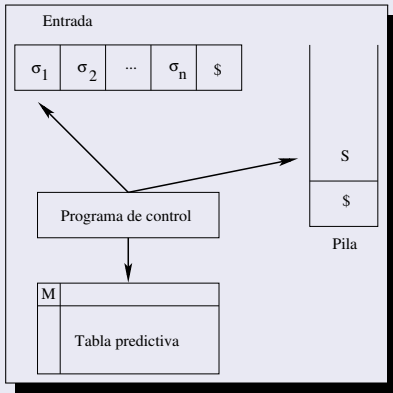 Entrada
σ1 σ2 ... σn $
S
$
Programa de control
Pila
M
Tabla predictiva